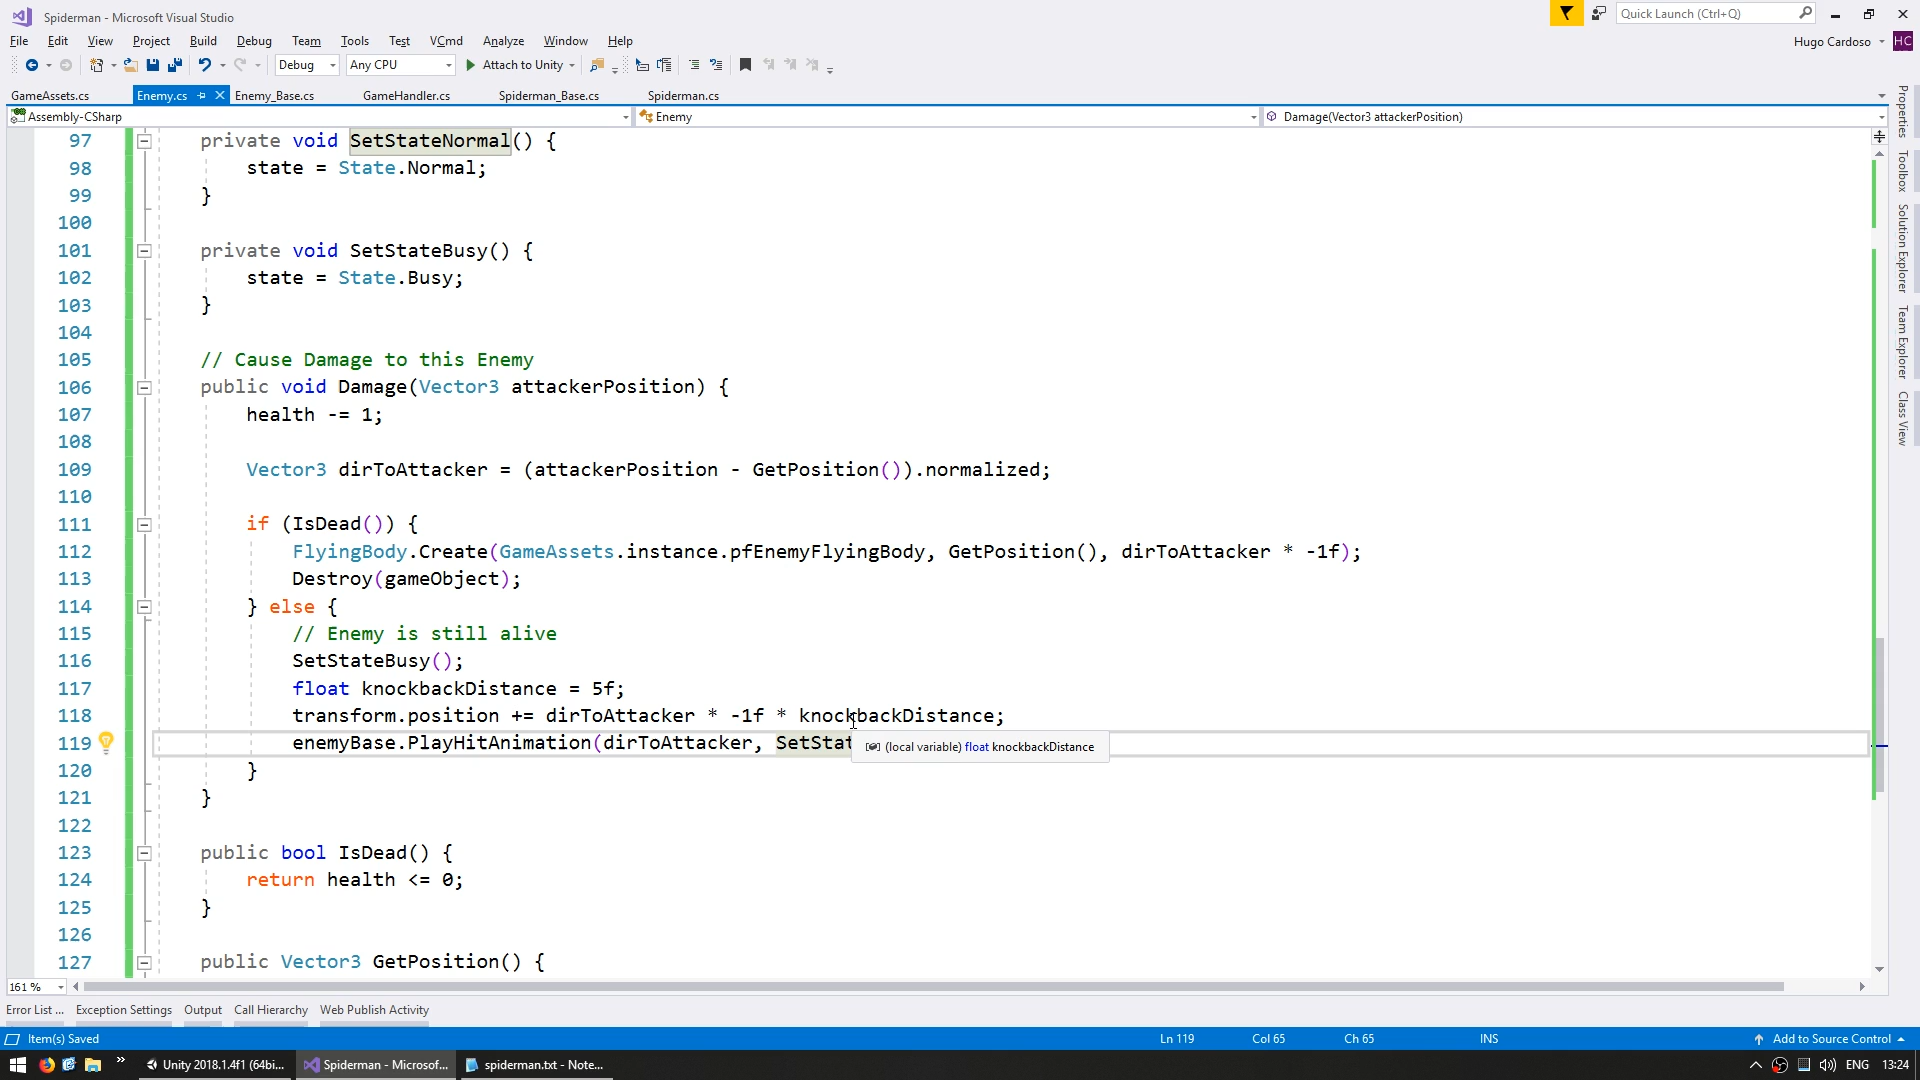 Spiderman - Microsoft Visual Studio
Quick Launch (Ctrl+Q)
File Edit View Project Build Debug Team Tools Test VCmd Analyze Window Help
Hugo Cardoso HC
Debug Any CPU Attach to Unity
GameAssets.cs Enemy.cs Enemy_Base.cs GameHandler.cs Spiderman_Base.cs Spiderman.cs
Assembly-CSharp Enemy Damage(Vector3 attackerPosition)
97 private void SetStateNormal() {
98 state = State.Normal;
99 }
100
101 private void SetStateBusy() {
102 state = State.Busy;
103 }
104
105 // Cause Damage to this Enemy
106 public void Damage(Vector3 attackerPosition) {
107 health -= 1;
108
109 Vector3 dirToAttacker = (attackerPosition - GetPosition()).normalized;
110
111 if (IsDead()) {
112 FlyingBody.Create(GameAssets.instance.pfEnemyFlyingBody, GetPosition(), dirToAttacker * -1f);
113 Destroy(gameObject);
114 } else {
115 // Enemy is still alive
116 SetStateBusy();
117 float knockbackDistance = 5f;
118 transform.position += dirToAttacker * -1f * knockbackDistance;
119 enemyBase.PlayHitAnimation(dirToAttacker, SetStat
(local variable) float knockbackDistance
120 }
121 }
122
123 public bool IsDead() {
124 return health <= 0;
125 }
126
127 public Vector3 GetPosition() {
161 %
Properties
Toolbox
Solution Explorer
Team Explorer
Class View
Error List ... Exception Settings Output Call Hierarchy Web Publish Activity
Item(s) Saved Ln 119 Col 65 Ch 65 INS Add to Source Control
» Unity 2018.1.4f1 (64bi... Spiderman - Microsof... spiderman.txt - Note... ENG 13:24